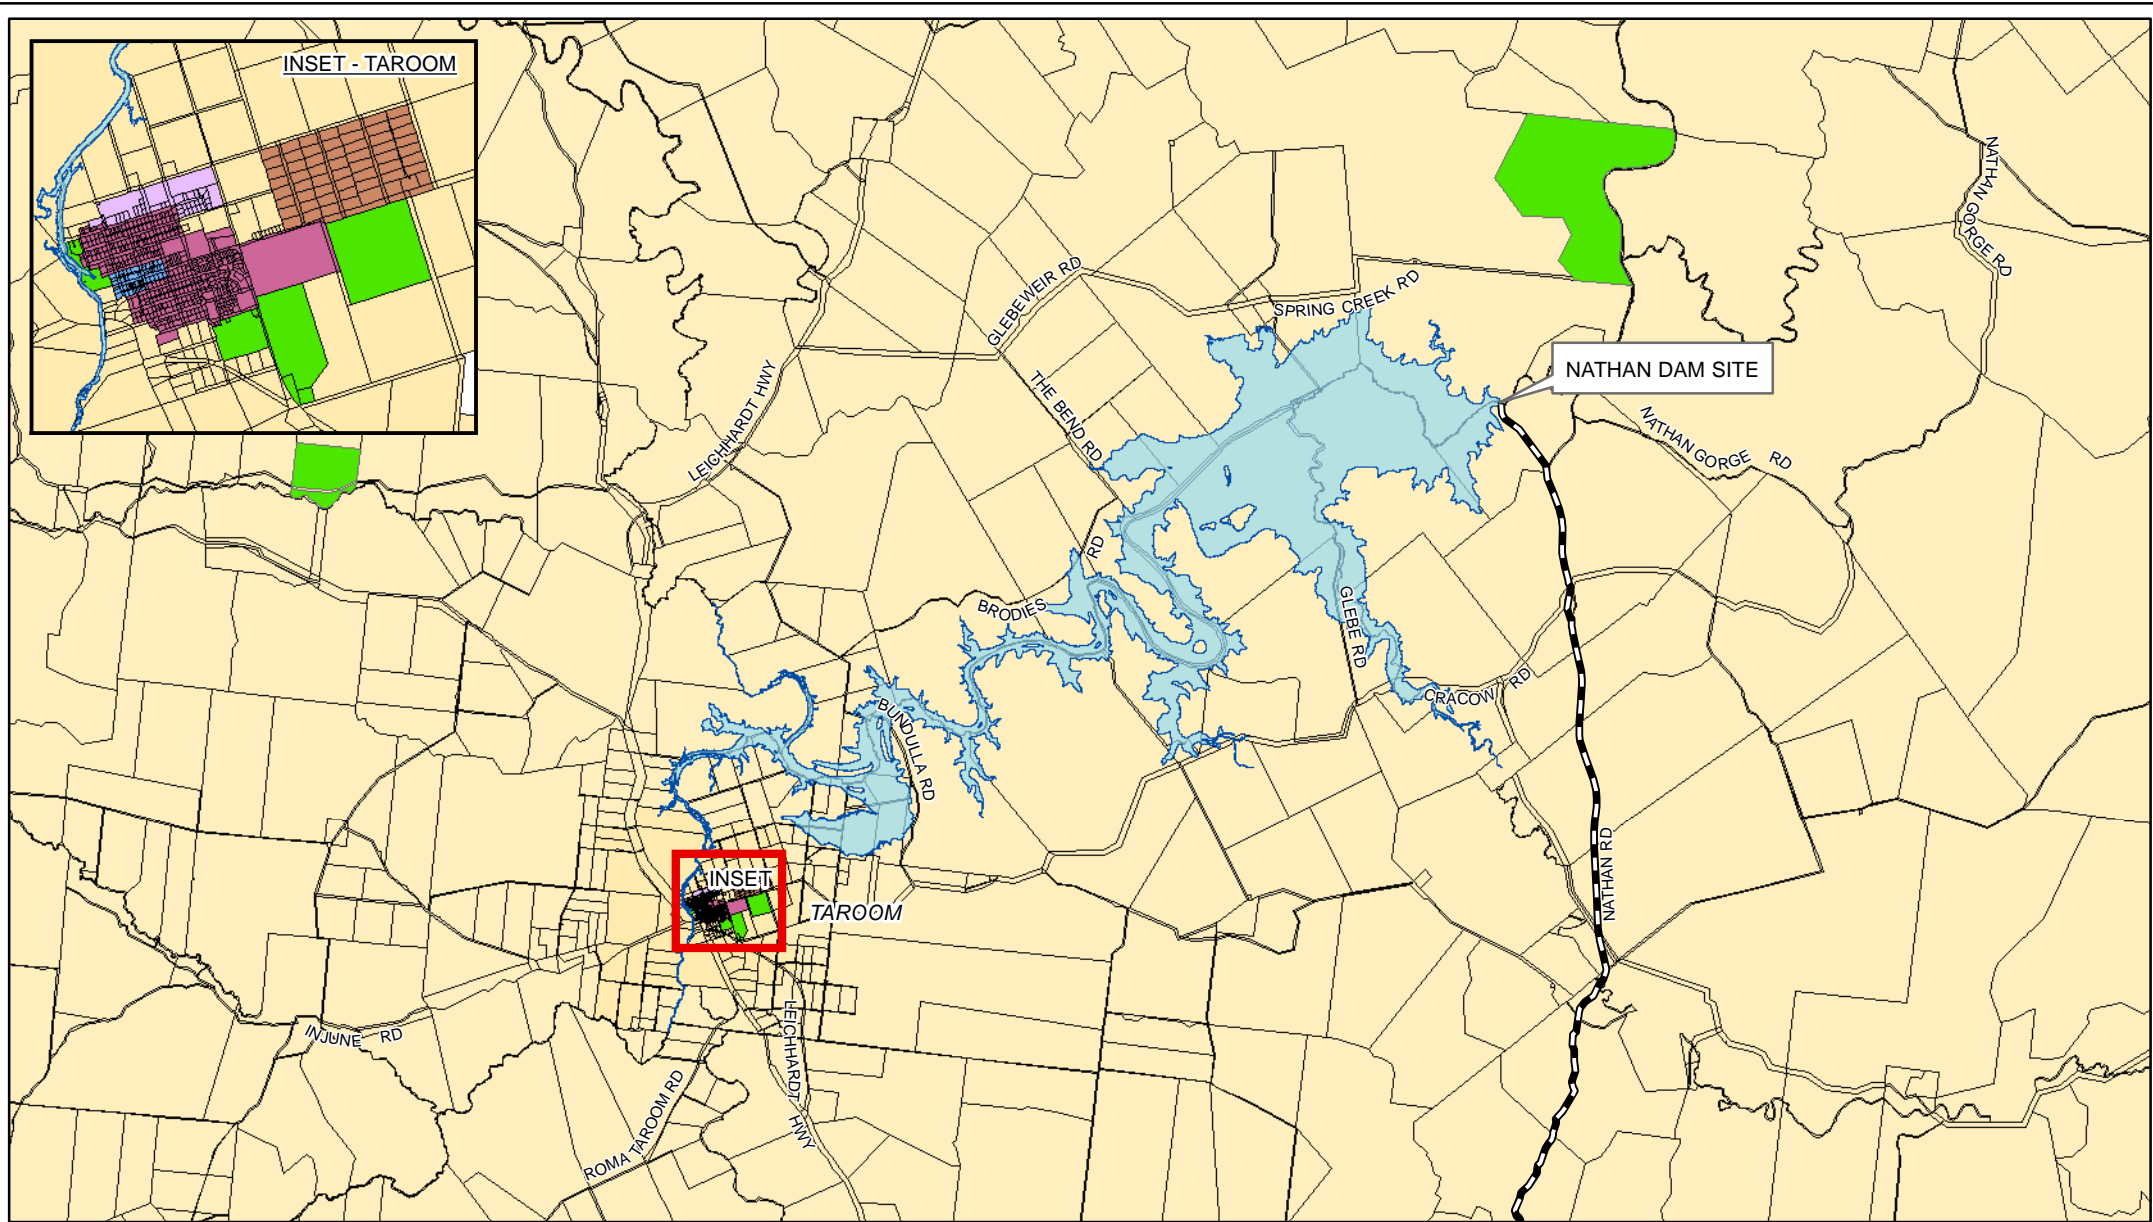 INSET - TAROOM
NATHAN GORGE RD
GLEBEWEIR RD
SPRING CREEK RD
NATHAN DAM SITE
LEICHHARDT HWY
THE BEND RD
NATHAN GORGE RD
BRODIES RD
GLEBE RD
CRACOW RD
BUNDULLA RD
NATHAN RD
INSET
TAROOM
INJUNE RD
LEICHHARDT HWY
ROMA TAROOM RD